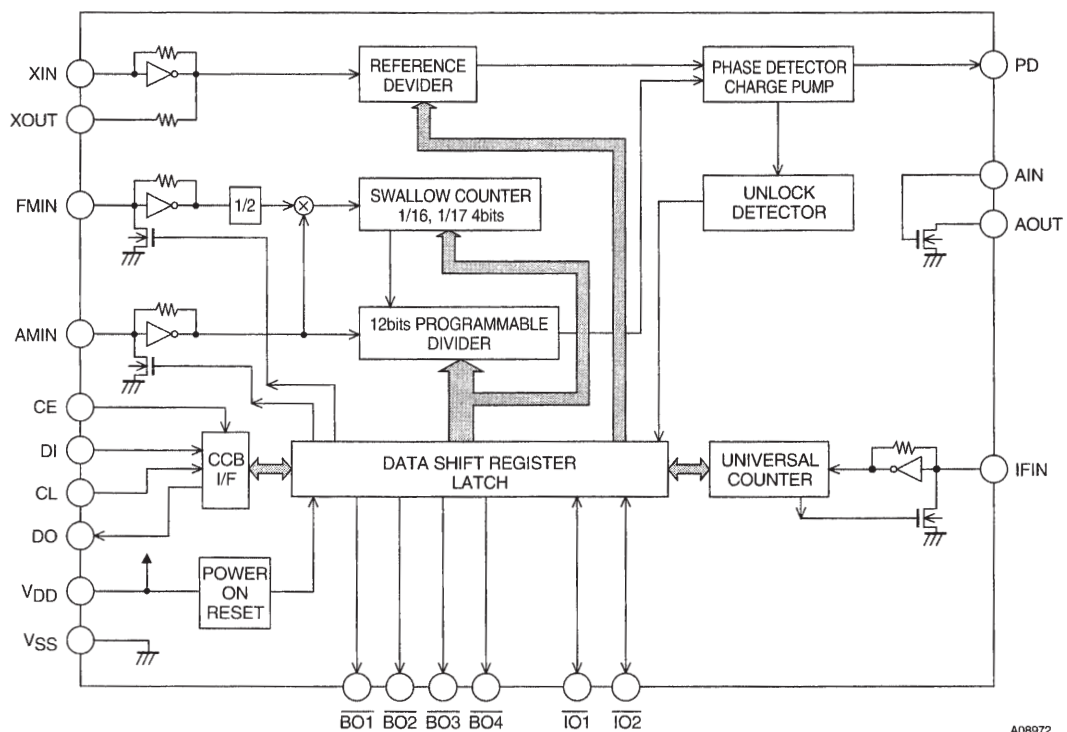 XIN
XOUT
FMIN
AMIN
CE
DI
CL
DO
VDD
VSS
REFERENCE
DEVIDER
PHASE DETECTOR
CHARGE PUMP
PD
1/2
SWALLOW COUNTER
1/16, 1/17 4bits
UNLOCK
DETECTOR
AIN
AOUT
12bits PROGRAMMABLE
DIVIDER
CCB
I/F
DATA SHIFT REGISTER
LATCH
UNIVERSAL
COUNTER
IFIN
POWER
ON
RESET
BO1 BO2 BO3 BO4 IO1 IO2
A08972